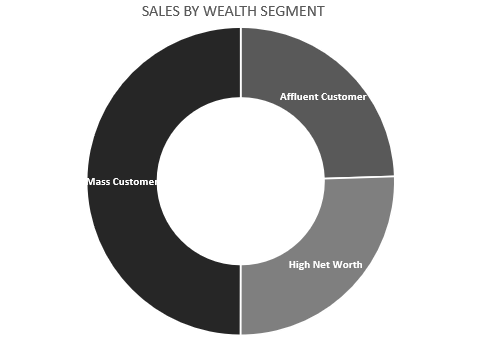 SALES BY WEALTH SEGMENT
Affluent Customer
Mass Customer
High Net Worth